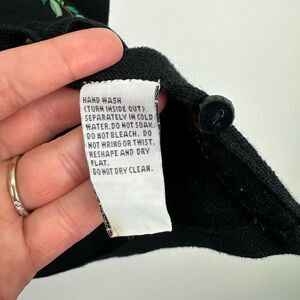 HAND WASH
(TURN INSIDE OUT)
SEPARATELY IN COLD
WATER. DO NOT SOAK.
DO NOT BLEACH. DO
NOT WRING OR TWIST.
RESHAPE AND DRY
FLAT.
DO NOT DRY CLEAN.